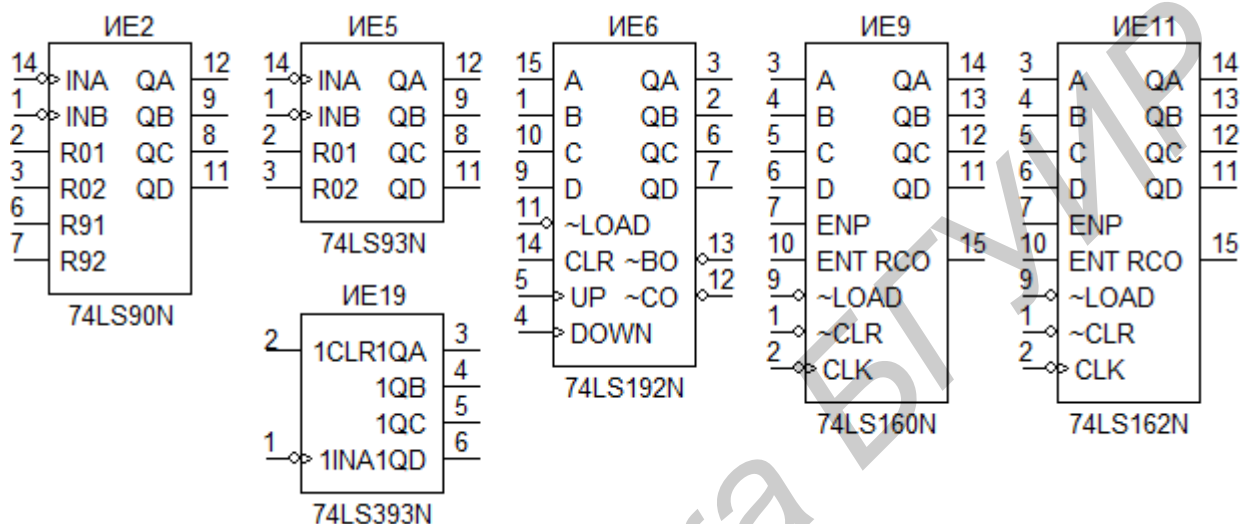 ИЕ2
14 INA QA 12
1 INB QB 9
2 R01 QC 8
3 R02 QD 11
6 R91
7 R92
74LS90N
ИЕ5
14 INA QA 12
1 INB QB 9
2 R01 QC 8
3 R02 QD 11
74LS93N
ИЕ19
2 1CLR1QA 3
1QB 4
1QC 5
1 1INA1QD 6
74LS393N
ИЕ6
15 A QA 3
1 B QB 2
10 C QC 6
9 D QD 7
11 ~LOAD
14 CLR ~BO 13
5 UP ~CO 12
4 DOWN
74LS192N
ИЕ9
3 A QA 14
4 B QB 13
5 C QC 12
6 D QD 11
7 ENP
10 ENT RCO 15
9 ~LOAD
1 ~CLR
2 CLK
74LS160N
ИЕ11
3 A QA 14
4 B QB 13
5 C QC 12
6 D QD 11
7 ENP
10 ENT RCO 15
9 ~LOAD
1 ~CLR
2 CLK
74LS162N
БГУИР